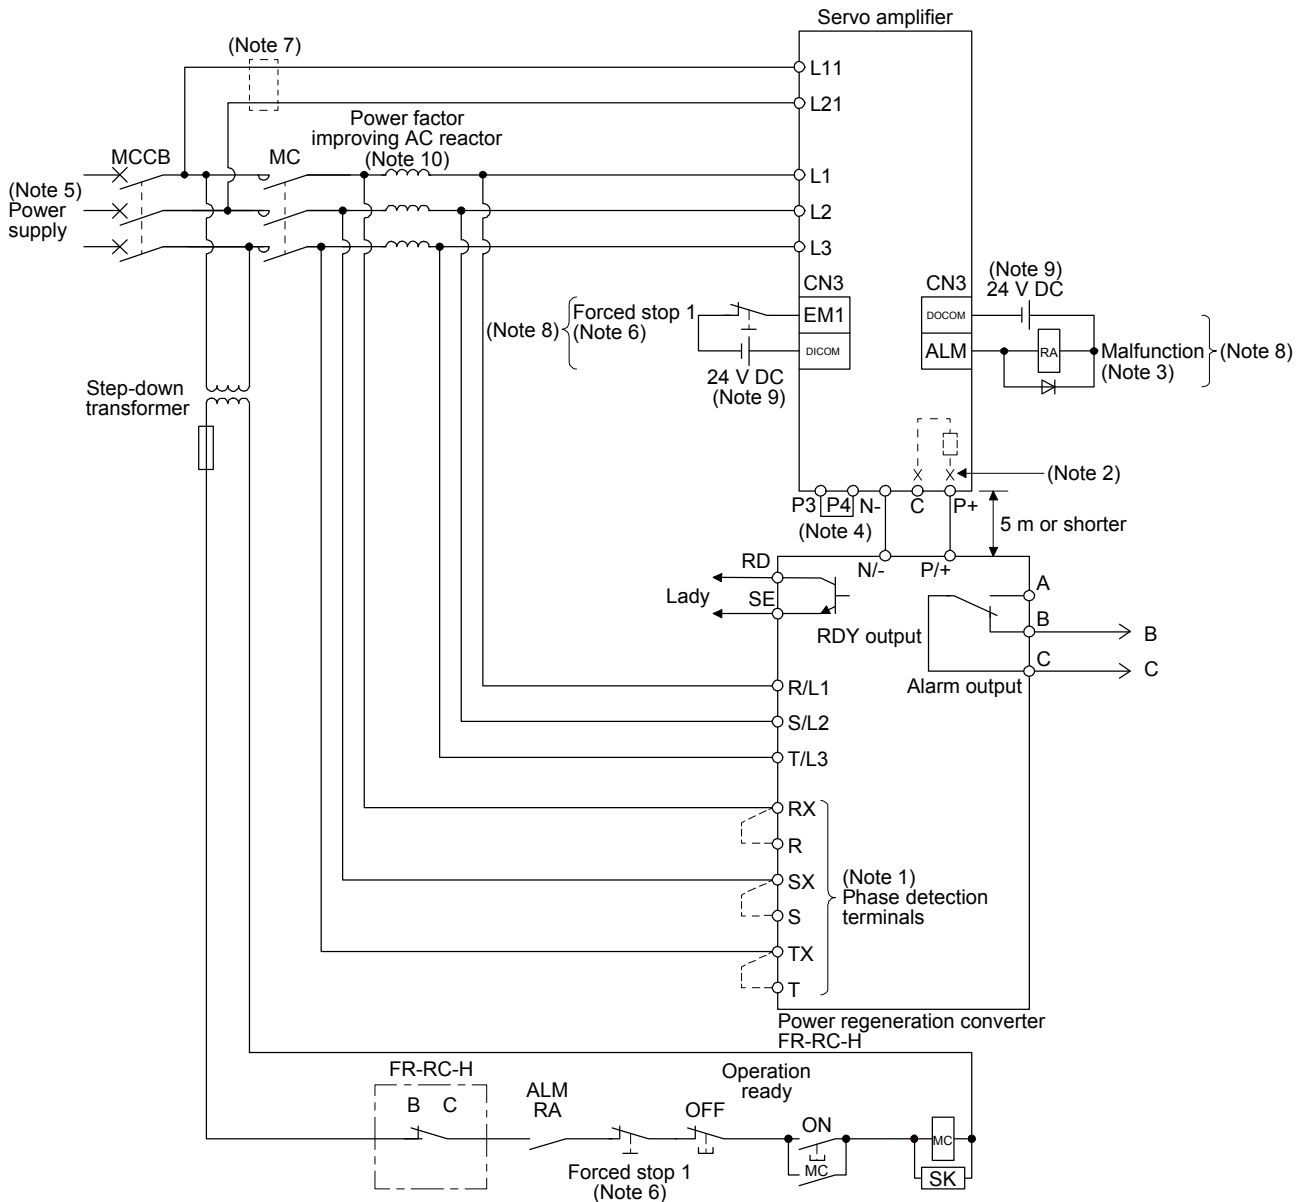 Servo amplifier
(Note 7)
L11
L21
Power factor
improving AC reactor
(Note 10)
MCCB
MC
(Note 5)
Power
supply
L1
L2
L3
CN3
CN3
(Note 9)
24 V DC
(Note 8)
Forced stop 1
(Note 6)
EM1
DICOM
DOCOM
ALM
RA
Malfunction
(Note 3)
(Note 8)
24 V DC
(Note 9)
Step-down
transformer
(Note 2)
P3
P4
N-
C
P+
(Note 4)
5 m or shorter
RD
N/-
P/+
Lady
SE
RDY output
A
B
B
C
C
Alarm output
R/L1
S/L2
T/L3
RX
R
SX
S
TX
T
(Note 1)
Phase detection
terminals
Power regeneration converter
FR-RC-H
FR-RC-H
B
C
ALM
RA
Forced stop 1
(Note 6)
OFF
Operation
ready
ON
MC
MC
SK